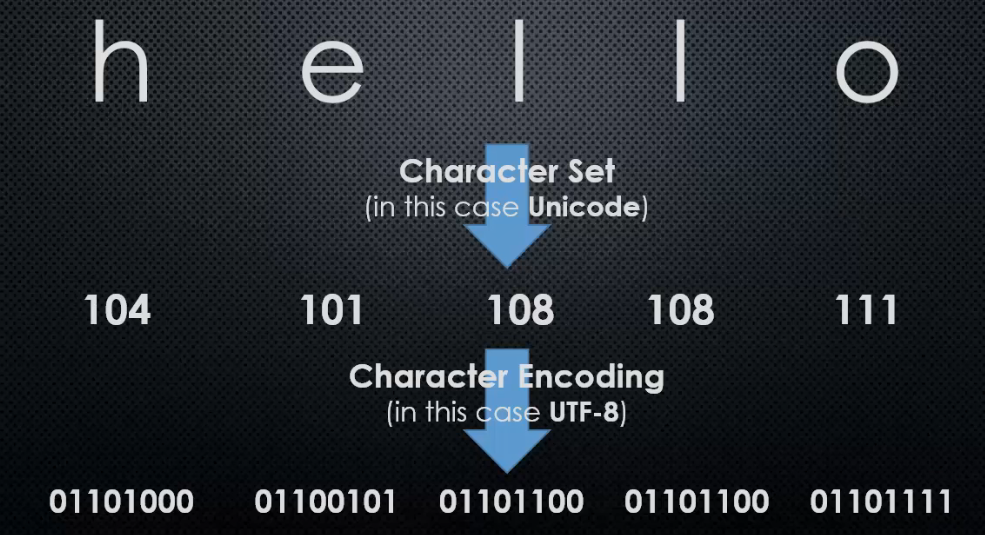 h e l l o
Character Set
(in this case Unicode)
104 101 108 108 111
Character Encoding
(in this case UTF-8)
01101000 01100101 01101100 01101100 01101111